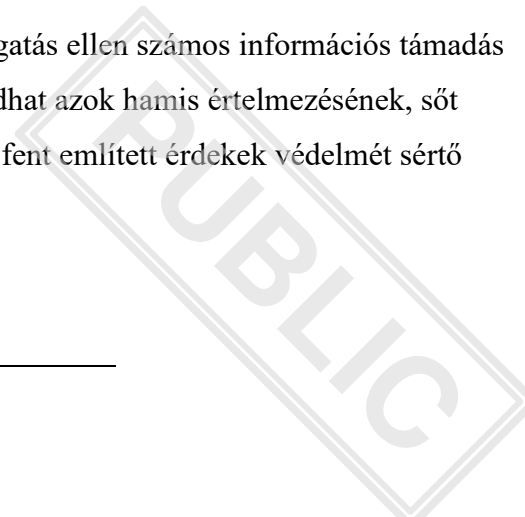 gatás ellen számos információs támadás
dhat azok hamis értelmezésének, sőt
fent említett érdekek védelmét sértő
PUBLIC